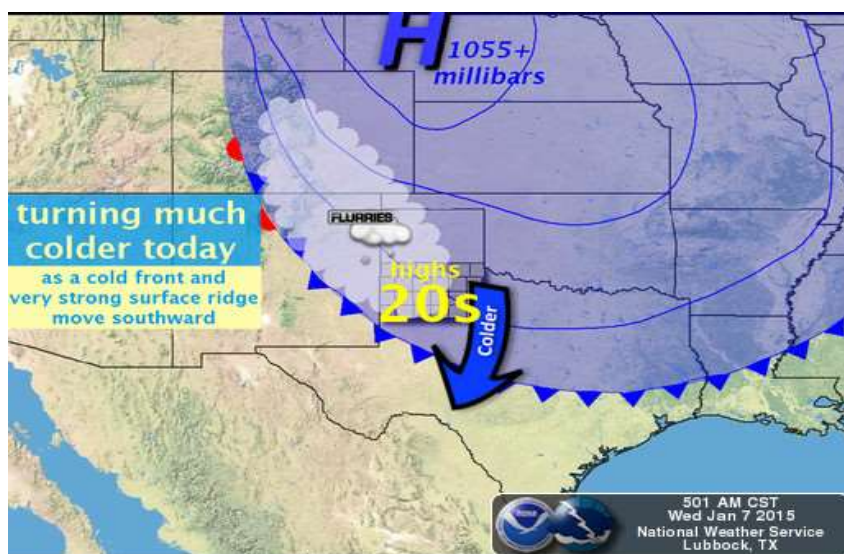 H 1055+
millibars
FLURRIES
turning much
colder today
as a cold front and
very strong surface ridge
move southward
highs
20s
Colder
501 AM CST
Wed Jan 7 2015
National Weather Service
Lubbock, TX